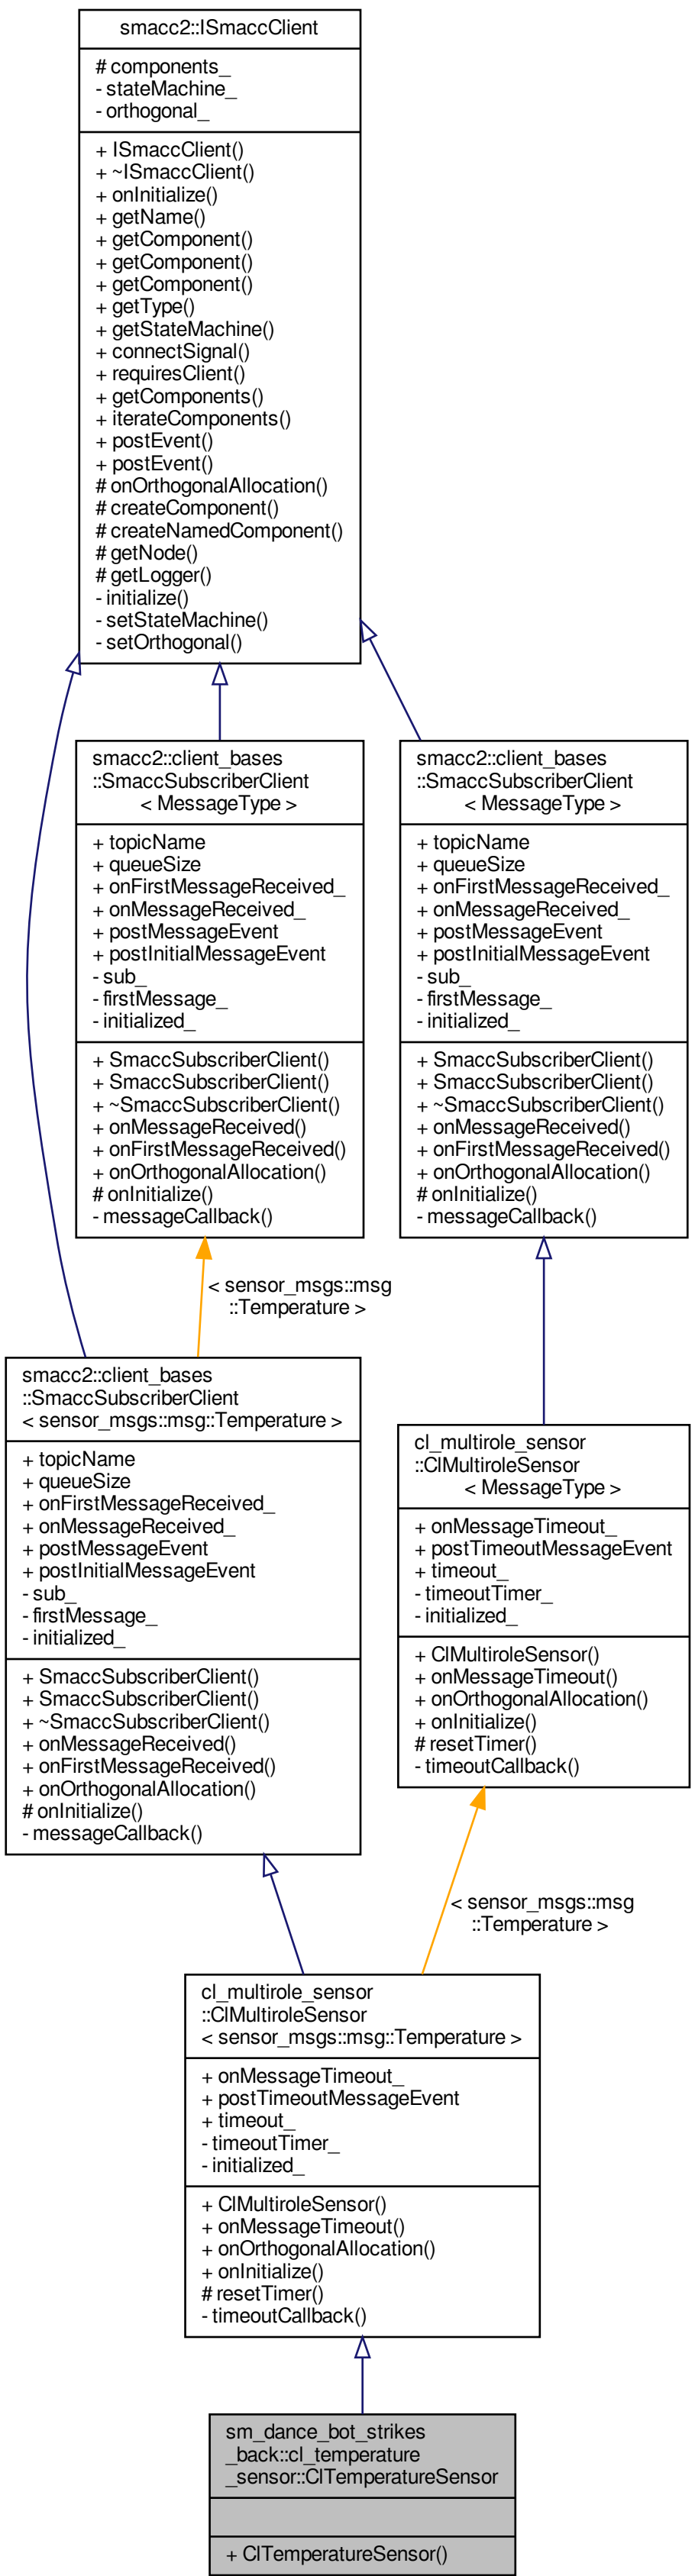 smacc2::ISmaccClient
# components_
- stateMachine_
- orthogonal_
+ ISmaccClient()
+ ~ISmaccClient()
+ onInitialize()
+ getName()
+ getComponent()
+ getComponent()
+ getComponent()
+ getType()
+ getStateMachine()
+ connectSignal()
+ requiresClient()
+ getComponents()
+ iterateComponents()
+ postEvent()
+ postEvent()
# onOrthogonalAllocation()
# createComponent()
# createNamedComponent()
# getNode()
# getLogger()
- initialize()
- setStateMachine()
- setOrthogonal()
smacc2::client_bases
::SmaccSubscriberClient
< MessageType >
+ topicName
+ queueSize
+ onFirstMessageReceived_
+ onMessageReceived_
+ postMessageEvent
+ postInitialMessageEvent
- sub_
- firstMessage_
- initialized_
+ SmaccSubscriberClient()
+ SmaccSubscriberClient()
+ ~SmaccSubscriberClient()
+ onMessageReceived()
+ onFirstMessageReceived()
+ onOrthogonalAllocation()
# onInitialize()
- messageCallback()
smacc2::client_bases
::SmaccSubscriberClient
< MessageType >
+ topicName
+ queueSize
+ onFirstMessageReceived_
+ onMessageReceived_
+ postMessageEvent
+ postInitialMessageEvent
- sub_
- firstMessage_
- initialized_
+ SmaccSubscriberClient()
+ SmaccSubscriberClient()
+ ~SmaccSubscriberClient()
+ onMessageReceived()
+ onFirstMessageReceived()
+ onOrthogonalAllocation()
# onInitialize()
- messageCallback()
< sensor_msgs::msg
::Temperature >
smacc2::client_bases
::SmaccSubscriberClient
< sensor_msgs::msg::Temperature >
+ topicName
+ queueSize
+ onFirstMessageReceived_
+ onMessageReceived_
+ postMessageEvent
+ postInitialMessageEvent
- sub_
- firstMessage_
- initialized_
+ SmaccSubscriberClient()
+ SmaccSubscriberClient()
+ ~SmaccSubscriberClient()
+ onMessageReceived()
+ onFirstMessageReceived()
+ onOrthogonalAllocation()
# onInitialize()
- messageCallback()
cl_multirole_sensor
::ClMultiroleSensor
< MessageType >
+ onMessageTimeout_
+ postTimeoutMessageEvent
+ timeout_
- timeoutTimer_
- initialized_
+ ClMultiroleSensor()
+ onMessageTimeout()
+ onOrthogonalAllocation()
+ onInitialize()
# resetTimer()
- timeoutCallback()
< sensor_msgs::msg
::Temperature >
cl_multirole_sensor
::ClMultiroleSensor
< sensor_msgs::msg::Temperature >
+ onMessageTimeout_
+ postTimeoutMessageEvent
+ timeout_
- timeoutTimer_
- initialized_
+ ClMultiroleSensor()
+ onMessageTimeout()
+ onOrthogonalAllocation()
+ onInitialize()
# resetTimer()
- timeoutCallback()
sm_dance_bot_strikes
_back::cl_temperature
_sensor::ClTemperatureSensor
+ ClTemperatureSensor()